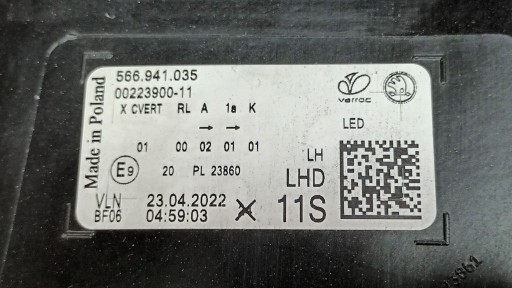 Made in Poland
566.941.035
00223900-11
X CVERT RL A 1a K
→ →
01 00 02 01 01
E9 20 PL 23860
VLN 23.04.2022
BF06 04:59:03
varroc
LED
LH
LHD
11S